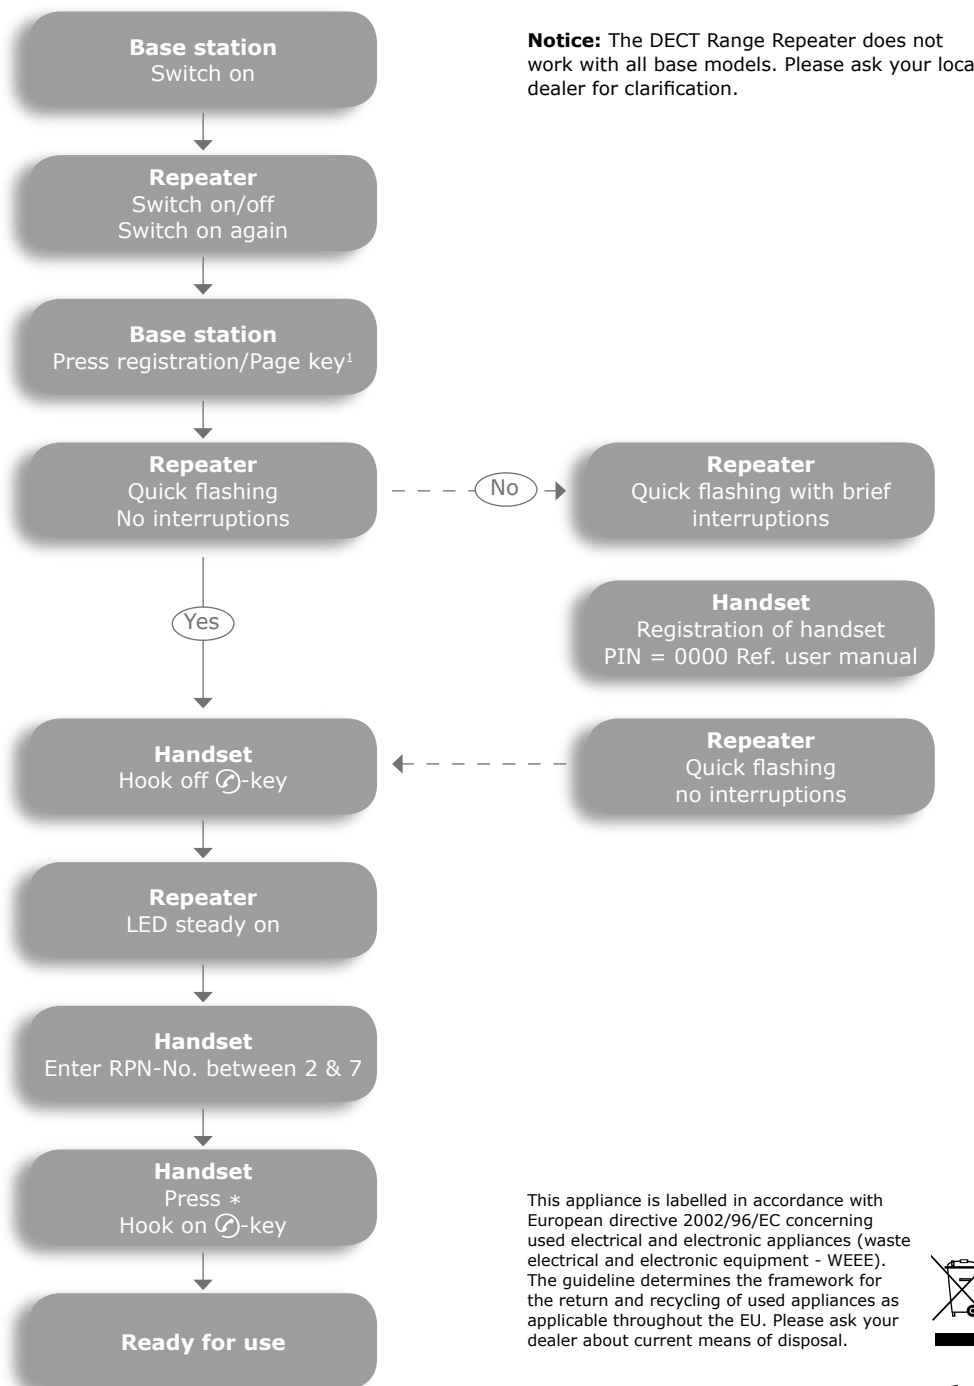 Base station
Switch on
Notice: The DECT Range Repeater does not
work with all base models. Please ask your loca
dealer for clarification.
Repeater
Switch on/off
Switch on again
Base station
Press registration/Page key¹
Repeater
Quick flashing
No interruptions
No
Repeater
Quick flashing with brief
interruptions
Yes
Handset
Registration of handset
PIN = 0000 Ref. user manual
Handset
Hook off -key
Repeater
Quick flashing
no interruptions
Repeater
LED steady on
Handset
Enter RPN-No. between 2 & 7
Handset
Press *
Hook on -key
Ready for use
This appliance is labelled in accordance with
European directive 2002/96/EC concerning
used electrical and electronic appliances (waste
electrical and electronic equipment - WEEE).
The guideline determines the framework for
the return and recycling of used appliances as
applicable throughout the EU. Please ask your
dealer about current means of disposal.